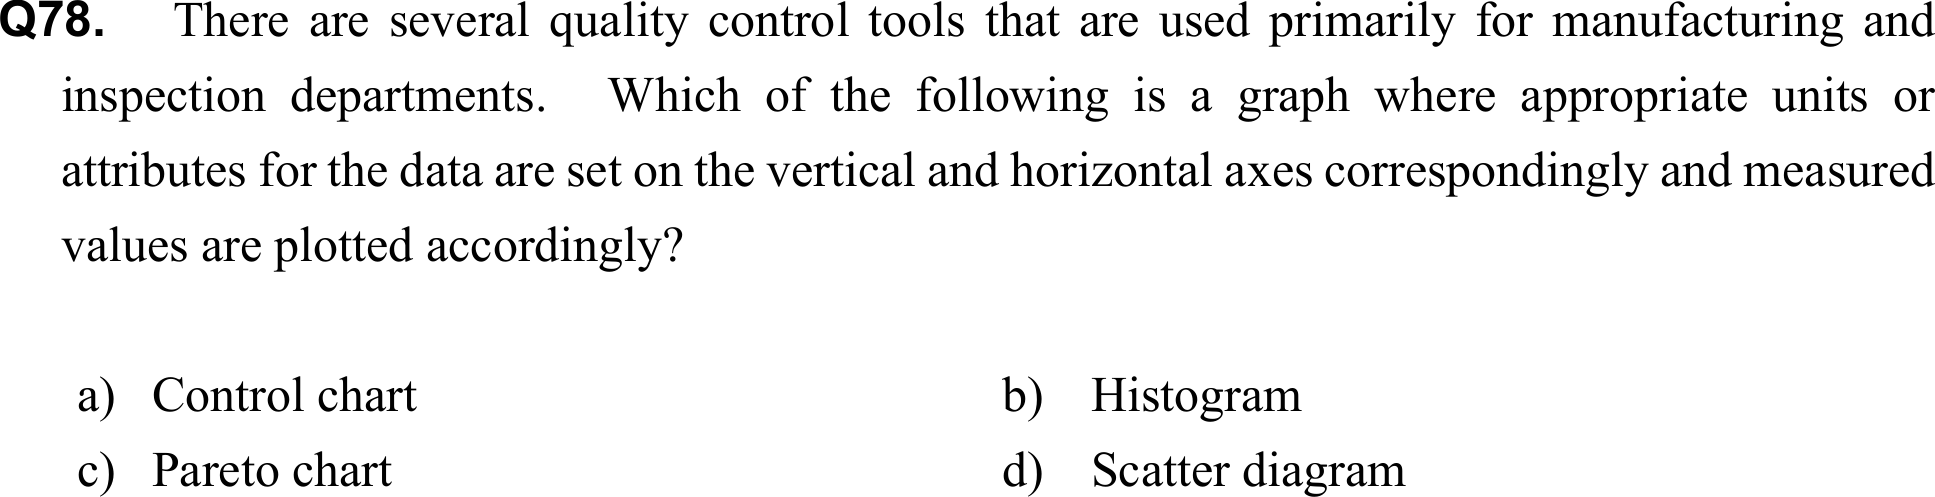 Q78. There are several quality control tools that are used primarily for manufacturing and
inspection departments. Which of the following is a graph where appropriate units or
attributes for the data are set on the vertical and horizontal axes correspondingly and measured
values are plotted accordingly?
a) Control chart b) Histogram
c) Pareto chart d) Scatter diagram